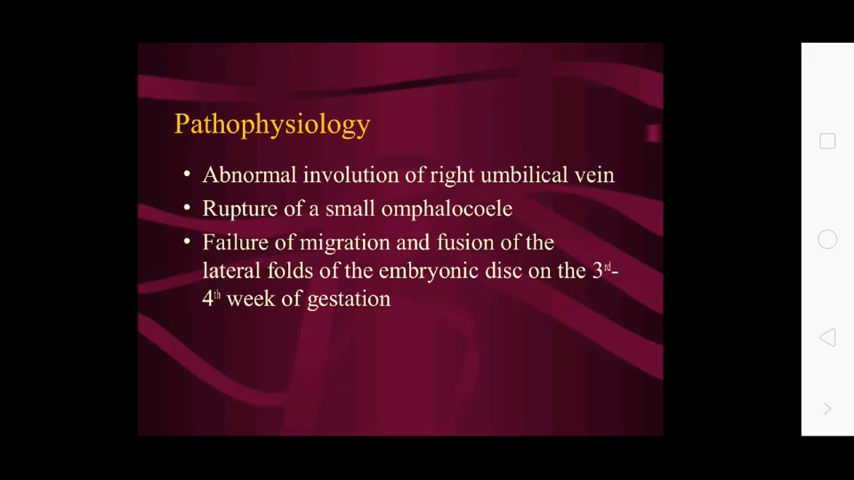 Pathophysiology
• Abnormal involution of right umbilical vein
• Rupture of a small omphalocoele
• Failure of migration and fusion of the
lateral folds of the embryonic disc on the 3rd-
4th week of gestation